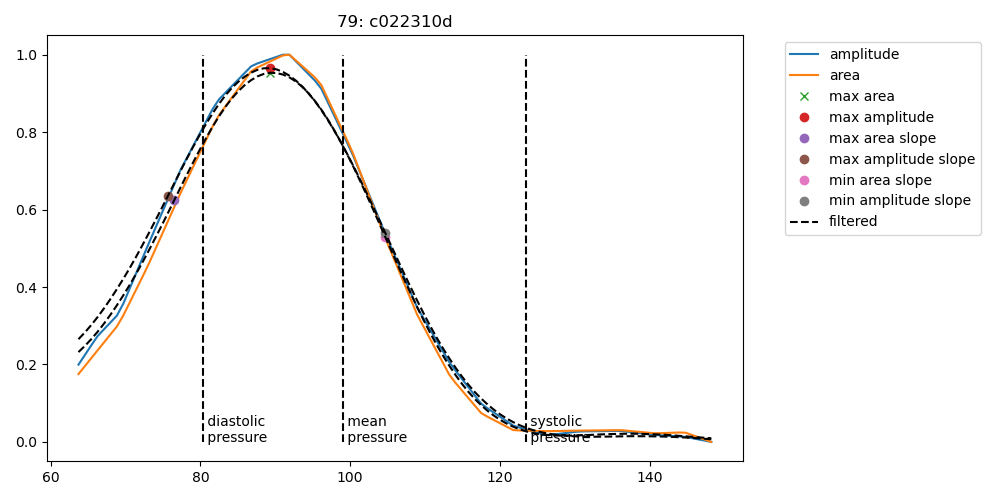 79: c022310d
1.0
0.8
0.6
0.4
0.2
0.0
60
80
100
120
140
diastolic
pressure
mean
pressure
systolic
pressure
amplitude
area
max area
max amplitude
max area slope
max amplitude slope
min area slope
min amplitude slope
filtered